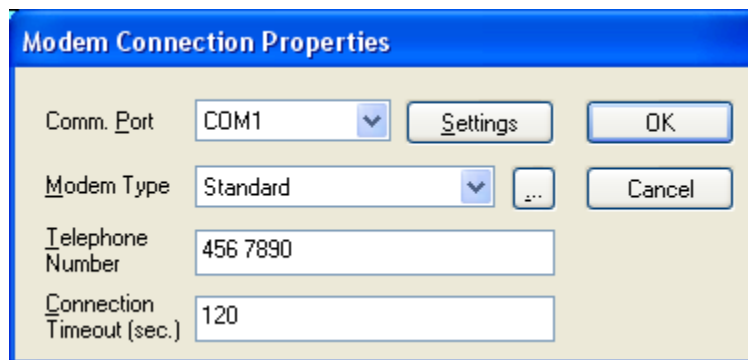 Modem Connection Properties
Comm. Port COM1 Settings OK
Modem Type Standard ... Cancel
Telephone
Number 456 7890
Connection
Timeout (sec.) 120